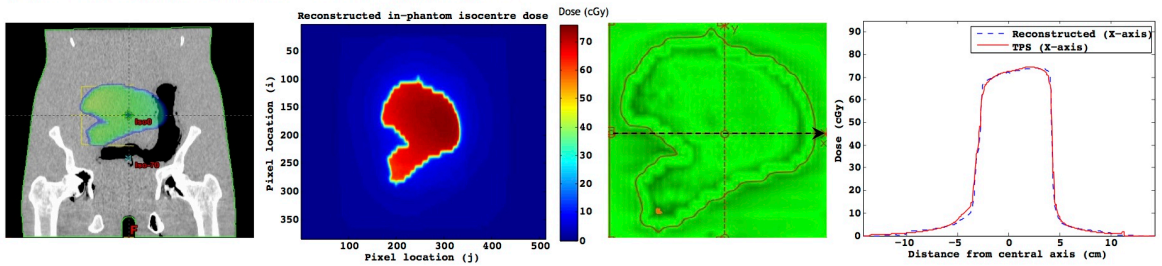 iso0
F
Reconstructed in-phantom isocentre dose
Pixel location (i)
50
100
150
200
250
300
350
100
200
300
400
500
Pixel location (j)
Dose (cGy)
70
60
50
40
30
20
10
0
Y
X
Reconstructed (X-axis)
TPS (X-axis)
Dose (cGy)
90
80
70
60
50
40
30
20
10
0
−10
−5
0
5
10
Distance from central axis (cm)